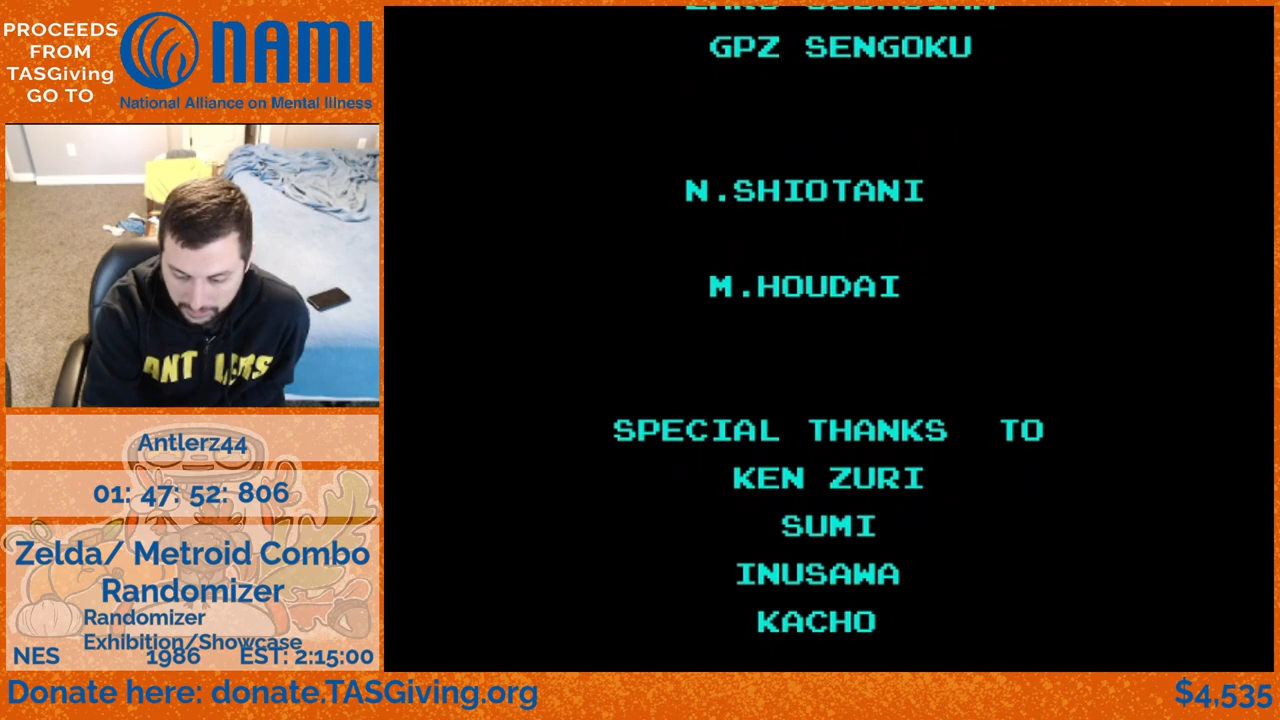 PROCEEDS
FROM
TASGiving
GO TO
NAMI
National Alliance on Mental Illness
GPZ SENGOKU
N.SHIOTANI
M.HOUDAI
SPECIAL THANKS TO
KEN ZURI
SUMI
INUSAWA
KACHO
Antlerz44
01: 47: 52: 806
Zelda/ Metroid Combo
Randomizer
Randomizer
Exhibition/Showcase
NES 1986 EST: 2:15:00
Donate here: donate.TASGiving.org
$4,535